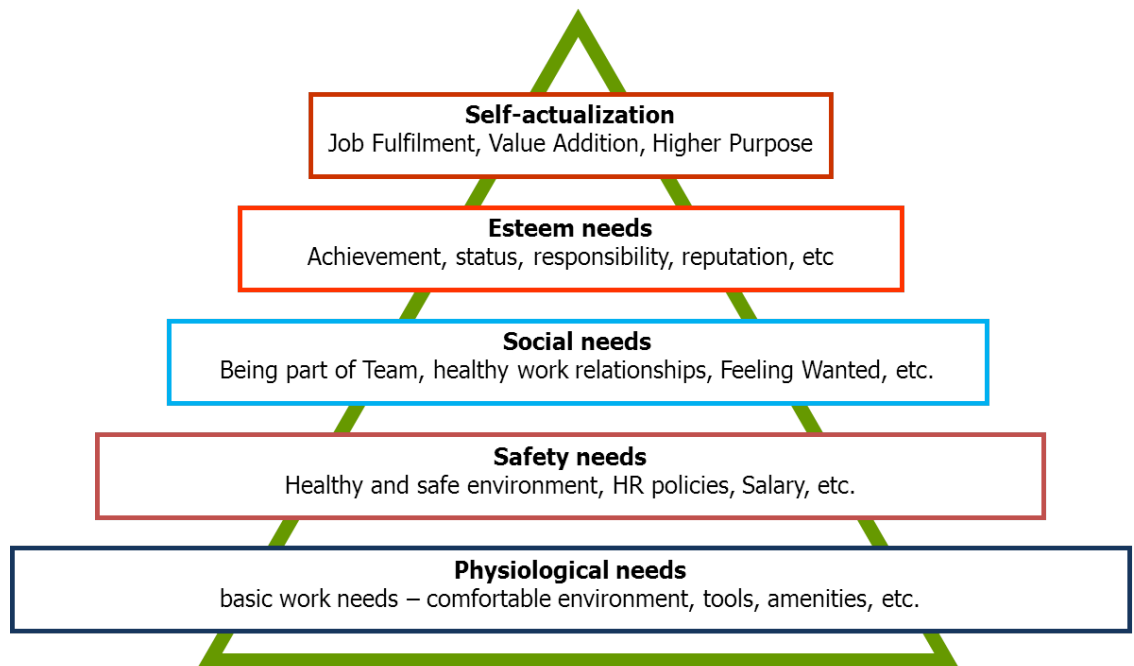 Self-actualization
Job Fulfilment, Value Addition, Higher Purpose
Esteem needs
Achievement, status, responsibility, reputation, etc
Social needs
Being part of Team, healthy work relationships, Feeling Wanted, etc.
Safety needs
Healthy and safe environment, HR policies, Salary, etc.
Physiological needs
basic work needs – comfortable environment, tools, amenities, etc.